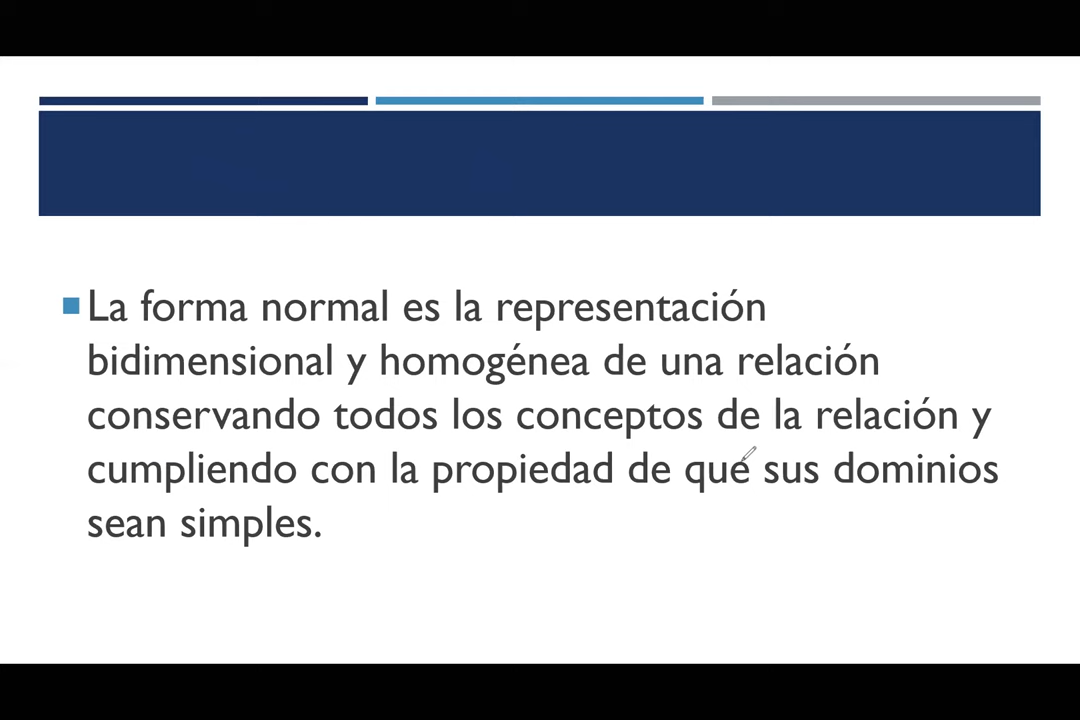 La forma normal es la representación
bidimensional y homogénea de una relación
conservando todos los conceptos de la relación y
cumpliendo con la propiedad de que sus dominios
sean simples.